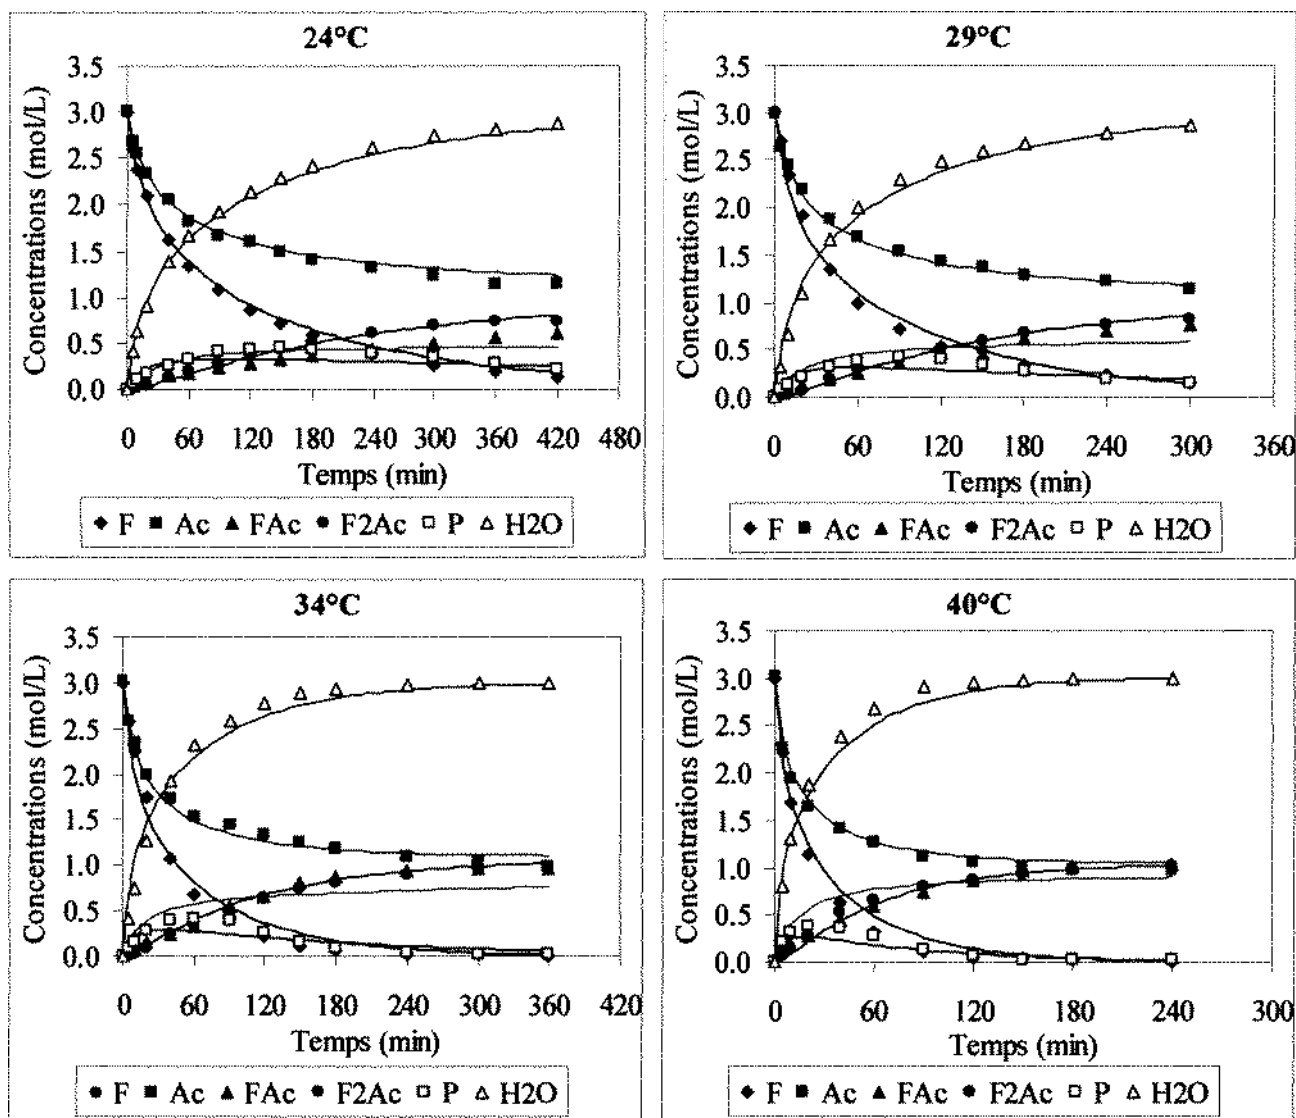 24°C
Concentrations (mol/L)
3.5
3.0
2.5
2.0
1.5
1.0
0.5
0.0
0 60 120 180 240 300 360 420 480
Temps (min)
F Ac FAc F2Ac P H2O
29°C
Concentrations (mol/L)
3.5
3.0
2.5
2.0
1.5
1.0
0.5
0.0
0 60 120 180 240 300 360
Temps (min)
F Ac FAc F2Ac P H2O
34°C
Concentrations (mol/L)
3.5
3.0
2.5
2.0
1.5
1.0
0.5
0.0
0 60 120 180 240 300 360 420
Temps (min)
F Ac FAc F2Ac P H2O
40°C
Concentrations (mol/L)
3.5
3.0
2.5
2.0
1.5
1.0
0.5
0.0
0 60 120 180 240 300
Temps (min)
F Ac FAc F2Ac P H2O